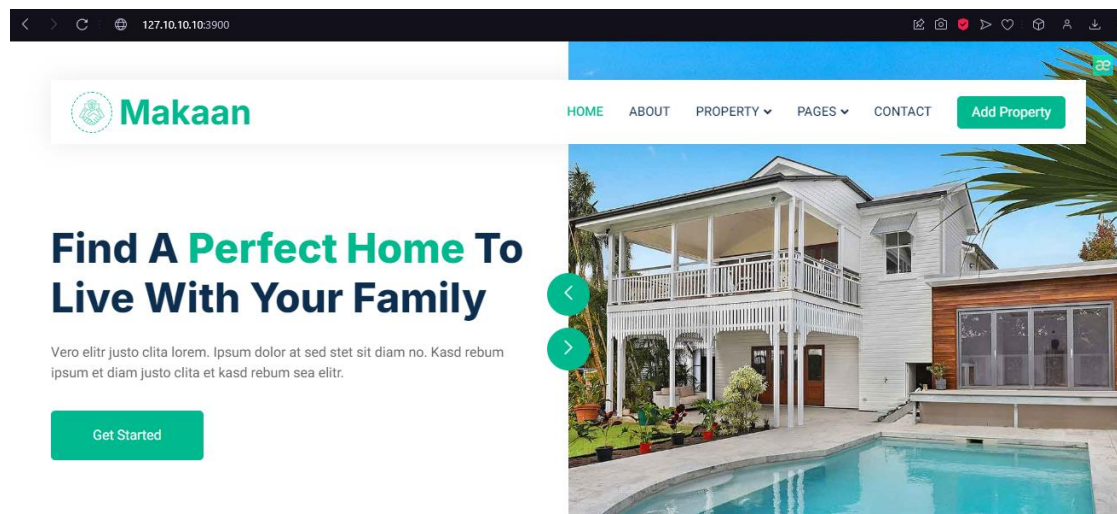 127.10.10.10:3900
æ
Makaan
HOME ABOUT PROPERTY PAGES CONTACT Add Property
Find A Perfect Home To
Live With Your Family
Vero elitr justo clita lorem. Ipsum dolor at sed stet sit diam no. Kasd rebum
ipsum et diam justo clita et kasd rebum sea elitr.
Get Started